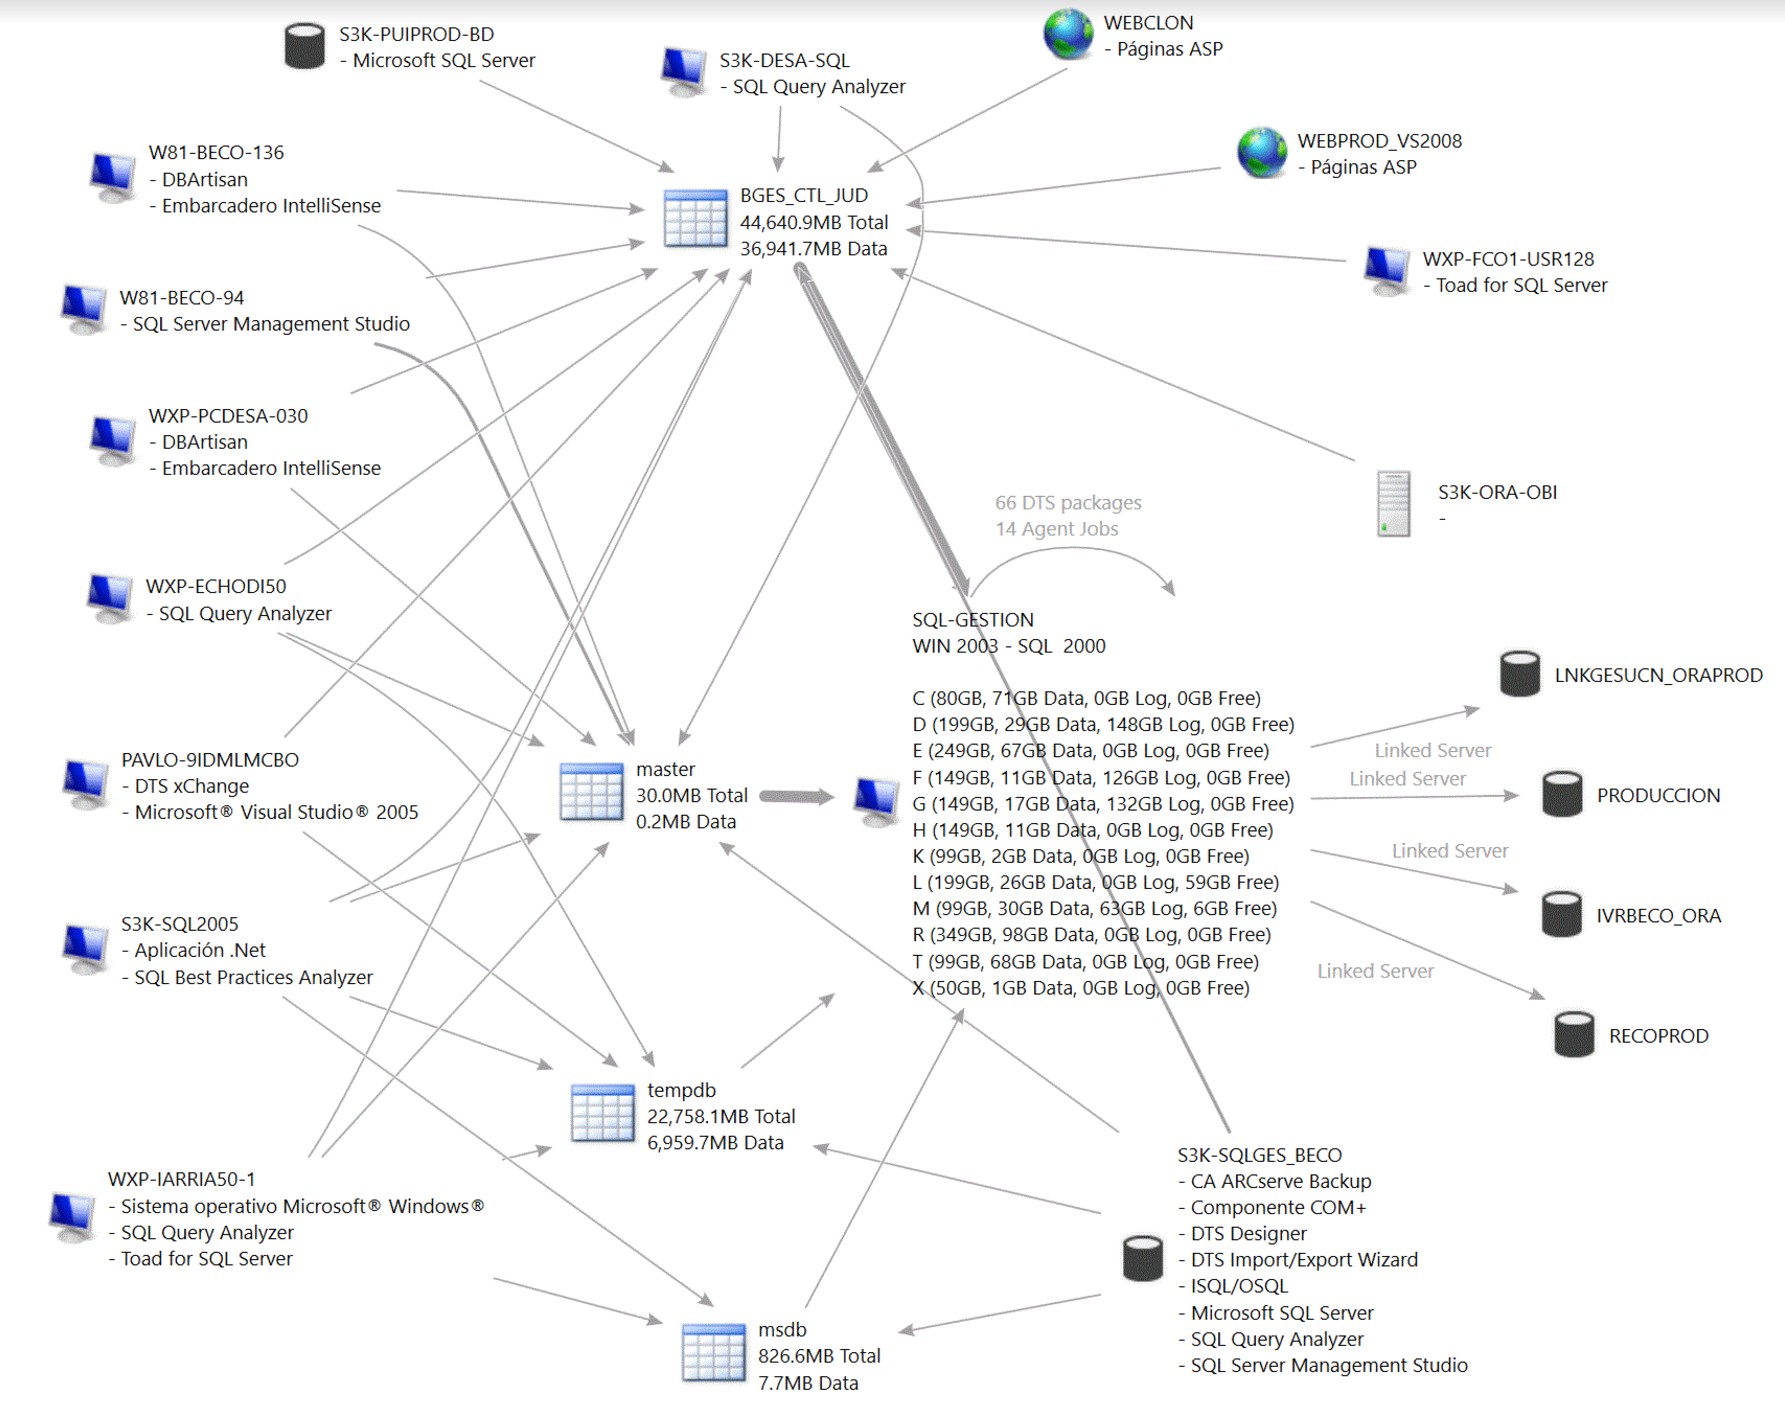 S3K-PUIPROD-BD
- Microsoft SQL Server
S3K-DESA-SQL
- SQL Query Analyzer
WEBCLON
- Páginas ASP
WEBPROD_VS2008
- Páginas ASP
W81-BECO-136
- DBArtisan
- Embarcadero IntelliSense
BGES_CTL_JUD
44,640.9MB Total
36,941.7MB Data
WXP-FCO1-USR128
- Toad for SQL Server
W81-BECO-94
- SQL Server Management Studio
WXP-PCDESA-030
- DBArtisan
- Embarcadero IntelliSense
S3K-ORA-OBI
-
66 DTS packages
14 Agent Jobs
WXP-ECHODI50
- SQL Query Analyzer
SQL-GESTION
WIN 2003 - SQL  2000
C (80GB, 71GB Data, 0GB Log, 0GB Free)
D (199GB, 29GB Data, 148GB Log, 0GB Free)
E (249GB, 67GB Data, 0GB Log, 0GB Free)
F (149GB, 11GB Data, 126GB Log, 0GB Free)
G (149GB, 17GB Data, 132GB Log, 0GB Free)
H (149GB, 11GB Data, 0GB Log, 0GB Free)
K (99GB, 2GB Data, 0GB Log, 0GB Free)
L (199GB, 26GB Data, 0GB Log, 59GB Free)
M (99GB, 30GB Data, 63GB Log, 6GB Free)
R (349GB, 98GB Data, 0GB Log, 0GB Free)
T (99GB, 68GB Data, 0GB Log, 0GB Free)
X (50GB, 1GB Data, 0GB Log, 0GB Free)
LNKGESUCN_ORAPROD
Linked Server
Linked Server
PRODUCCION
Linked Server
IVRBECO_ORA
Linked Server
RECOPROD
PAVLO-9IDMLMCBO
- DTS xChange
- Microsoft® Visual Studio® 2005
master
30.0MB Total
0.2MB Data
S3K-SQL2005
- Aplicación .Net
- SQL Best Practices Analyzer
tempdb
22,758.1MB Total
6,959.7MB Data
WXP-IARRIA50-1
- Sistema operativo Microsoft® Windows®
- SQL Query Analyzer
- Toad for SQL Server
S3K-SQLGES_BECO
- CA ARCserve Backup
- Componente COM+
- DTS Designer
- DTS Import/Export Wizard
- ISQL/OSQL
- Microsoft SQL Server
- SQL Query Analyzer
- SQL Server Management Studio
msdb
826.6MB Total
7.7MB Data